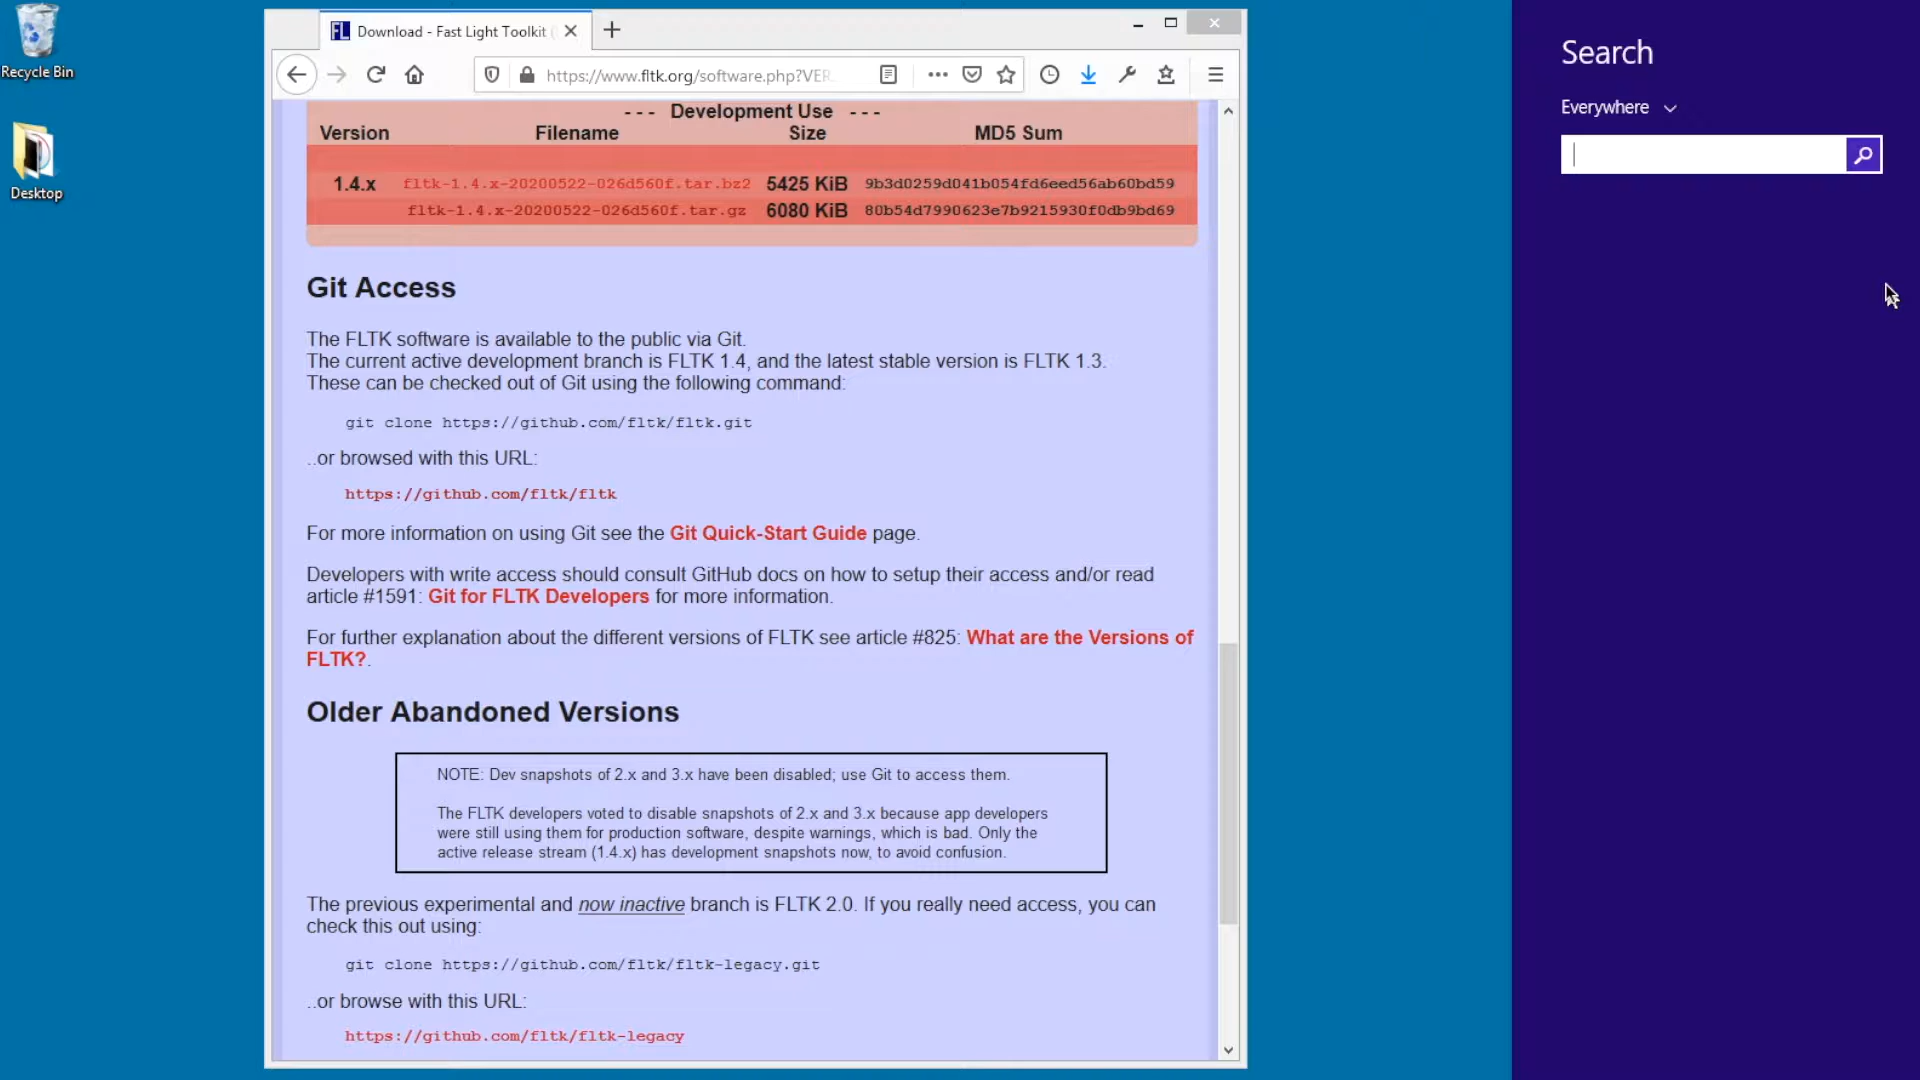 Recycle Bin
Desktop
Download - Fast Light Toolkit (
https://www.fltk.org/software.php?VER
- - - Development Use - - -
Version Filename Size MD5 Sum
1.4.x fltk-1.4.x-20200522-026d560f.tar.bz2 5425 KiB 9b3d0259d041b054fd6eed56ab60bd59
fltk-1.4.x-20200522-026d560f.tar.gz 6080 KiB 80b54d7990623e7b9215930f0db9bd69
Git Access
The FLTK software is available to the public via Git.
The current active development branch is FLTK 1.4, and the latest stable version is FLTK 1.3.
These can be checked out of Git using the following command:
git clone https://github.com/fltk/fltk.git
..or browsed with this URL:
https://github.com/fltk/fltk
For more information on using Git see the Git Quick-Start Guide page.
Developers with write access should consult GitHub docs on how to setup their access and/or read
article #1591: Git for FLTK Developers for more information.
For further explanation about the different versions of FLTK see article #825: What are the Versions of
FLTK?.
Older Abandoned Versions
NOTE: Dev snapshots of 2.x and 3.x have been disabled; use Git to access them.
The FLTK developers voted to disable snapshots of 2.x and 3.x because app developers
were still using them for production software, despite warnings, which is bad. Only the
active release stream (1.4.x) has development snapshots now, to avoid confusion.
The previous experimental and now inactive branch is FLTK 2.0. If you really need access, you can
check this out using:
git clone https://github.com/fltk/fltk-legacy.git
..or browse with this URL:
https://github.com/fltk/fltk-legacy
Search
Everywhere